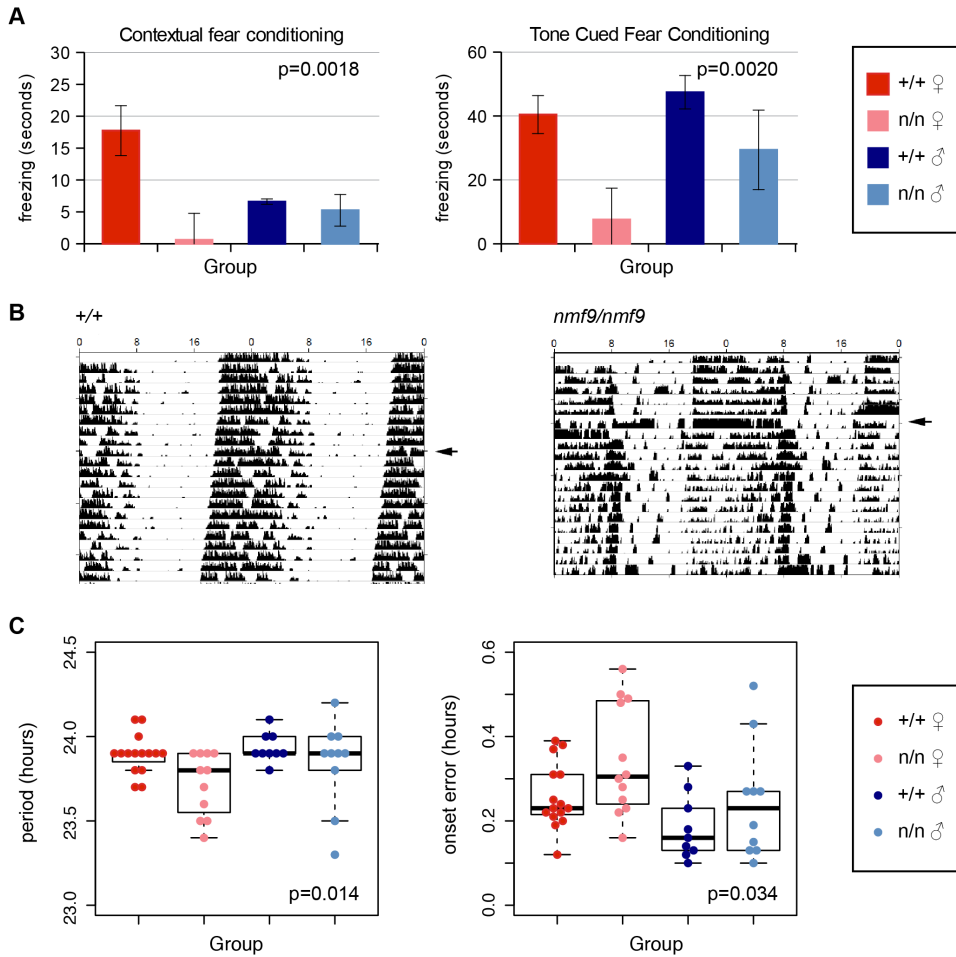 A
Contextual fear conditioning
p=0.0018
freezing (seconds)
30
20
15
10
5
0
Group
Tone Cued Fear Conditioning
p=0.0020
freezing (seconds)
60
40
20
0
Group
+/+ ♀
n/n ♀
+/+ ♂
n/n ♂
B
+/+
0 8 16 0 8 16 0
nmf9/nmf9
0 8 16 0 8 16 0
C
period (hours)
24.5
24.0
23.5
23.0
p=0.014
Group
onset error (hours)
0.6
0.4
0.2
0.0
p=0.034
Group
+/+ ♀
n/n ♀
+/+ ♂
n/n ♂